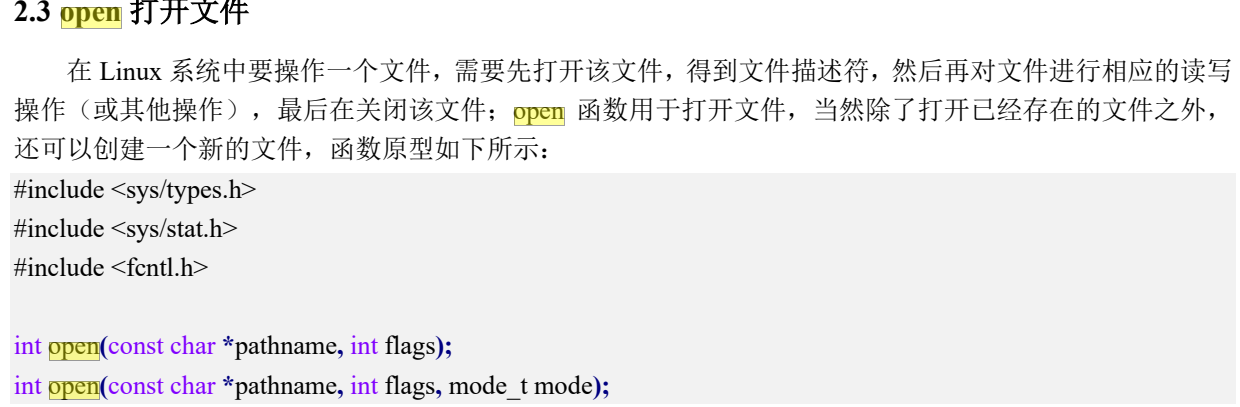 2.3 open 打开文件
在 Linux 系统中要操作一个文件，需要先打开该文件，得到文件描述符，然后再对文件进行相应的读写
操作（或其他操作），最后在关闭该文件；open 函数用于打开文件，当然除了打开已经存在的文件之外，
还可以创建一个新的文件，函数原型如下所示：
#include <sys/types.h>
#include <sys/stat.h>
#include <fcntl.h>
int open(const char *pathname, int flags);
int open(const char *pathname, int flags, mode_t mode);